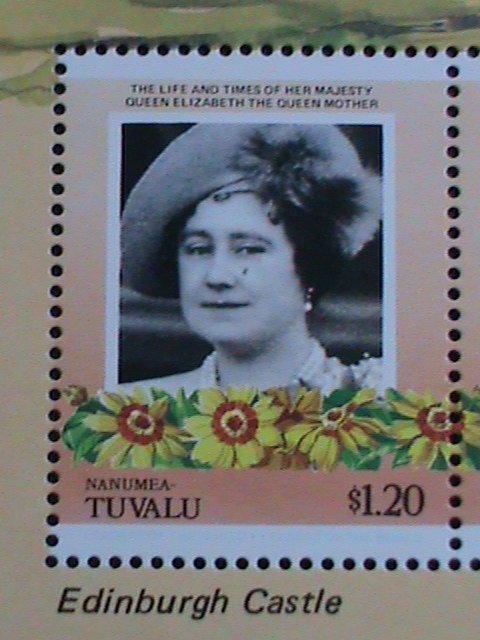 THE LIFE AND TIMES OF HER MAJESTY
QUEEN ELIZABETH THE QUEEN MOTHER
NANUMEA-
TUVALU
$1.20
Edinburgh Castle